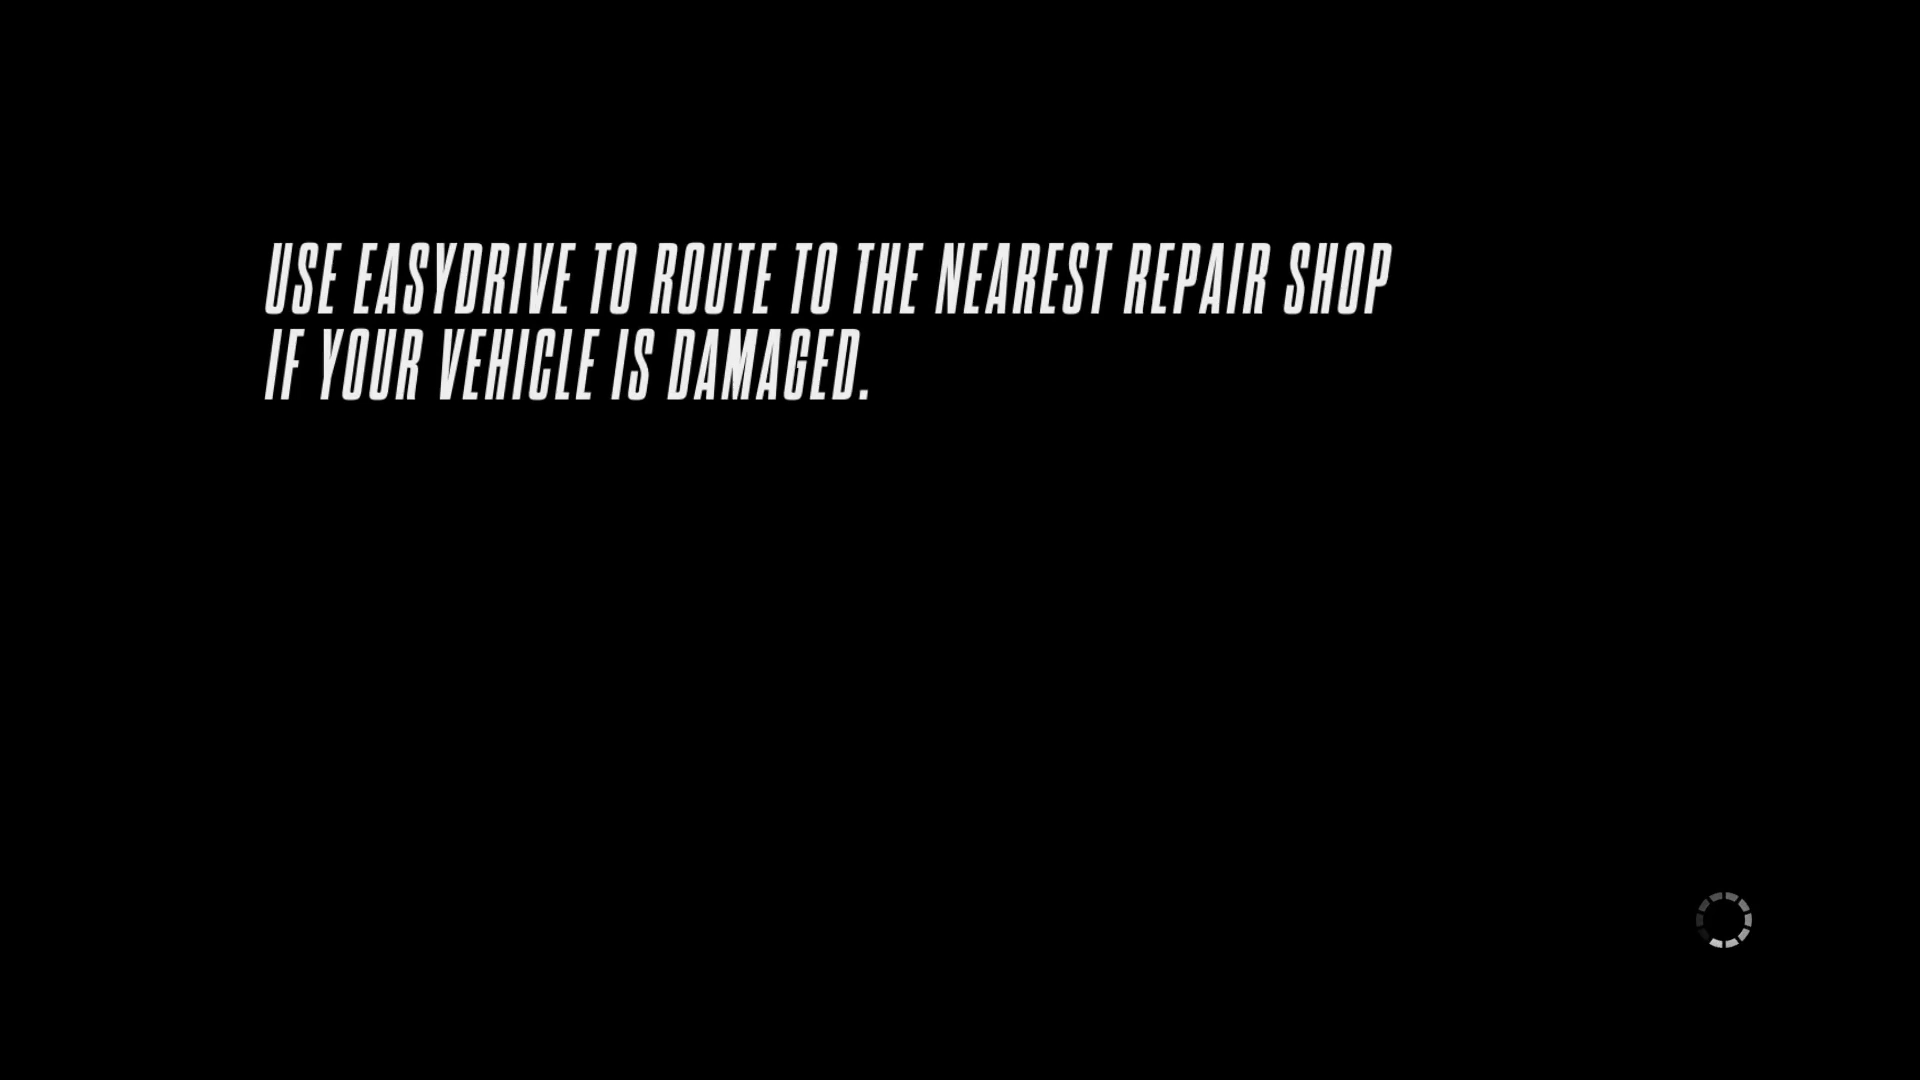 USE EASYDRIVE TO ROUTE TO THE NEAREST REPAIR SHOP
IF YOUR VEHICLE IS DAMAGED.